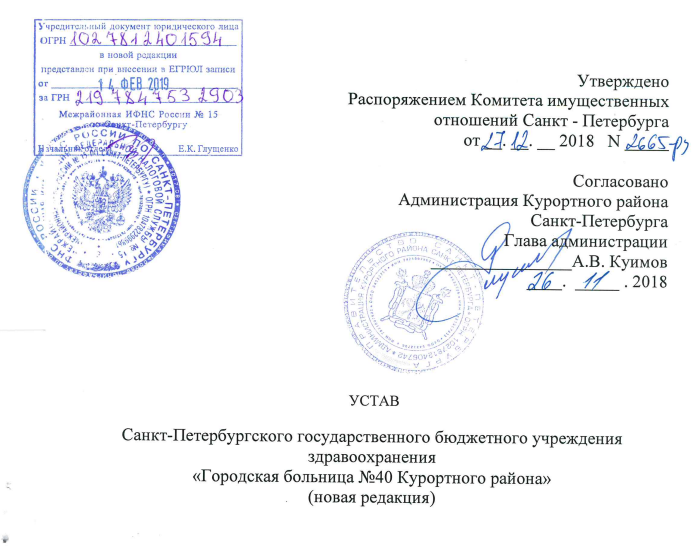 Учредительный документ юридического лица
ОГРН 1027812401594
в новой редакции
представлен при внесении в ЕГРЮЛ записи
от 14 ФЕВ 2019
за ГРН 2197847532903
Межрайонная ИФНС России № 15
по Санкт-Петербургу
Начальник отдела Е.К. Глущенко
Утверждено
Распоряжением Комитета имущественных
отношений Санкт - Петербурга
от 27.12. __ 2018 N 2665-рз
Согласовано
Администрация Курортного района
Санкт-Петербурга
Глава администрации
А.В. Куимов
26 . 11 . 2018
УСТАВ
Санкт-Петербургского государственного бюджетного учреждения
здравоохранения
«Городская больница №40 Курортного района»
(новая редакция)